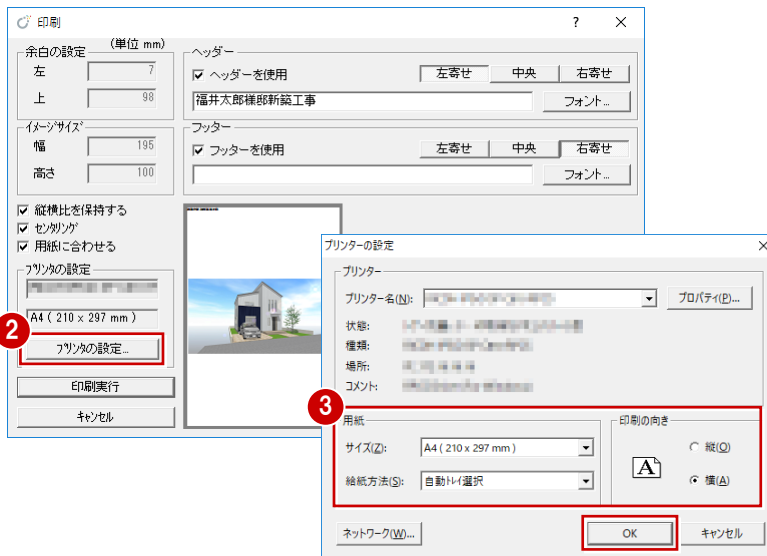 印刷
? ×
余白の設定 (単位 mm)
左 7
上 98
イメージサイズ
幅 195
高さ 100
ヘッダー
ヘッダーを使用 左寄せ 中央 右寄せ
福井太郎様邸新築工事 フォント...
フッター
フッターを使用 左寄せ 中央 右寄せ
フォント...
縦横比を保持する
センタリング
用紙に合わせる
プリンタの設定
A4 ( 210 x 297 mm )
2
プリンタの設定...
印刷実行
キャンセル
プリンターの設定 ×
プリンター
プリンター名(N): プロパティ(P)...
状態:
種類:
場所:
コメント:
3
用紙
サイズ(Z): A4 ( 210 x 297 mm )
給紙方法(S): 自動トレイ選択
印刷の向き
A
縦(O)
横(A)
ネットワーク(W)... OK キャンセル